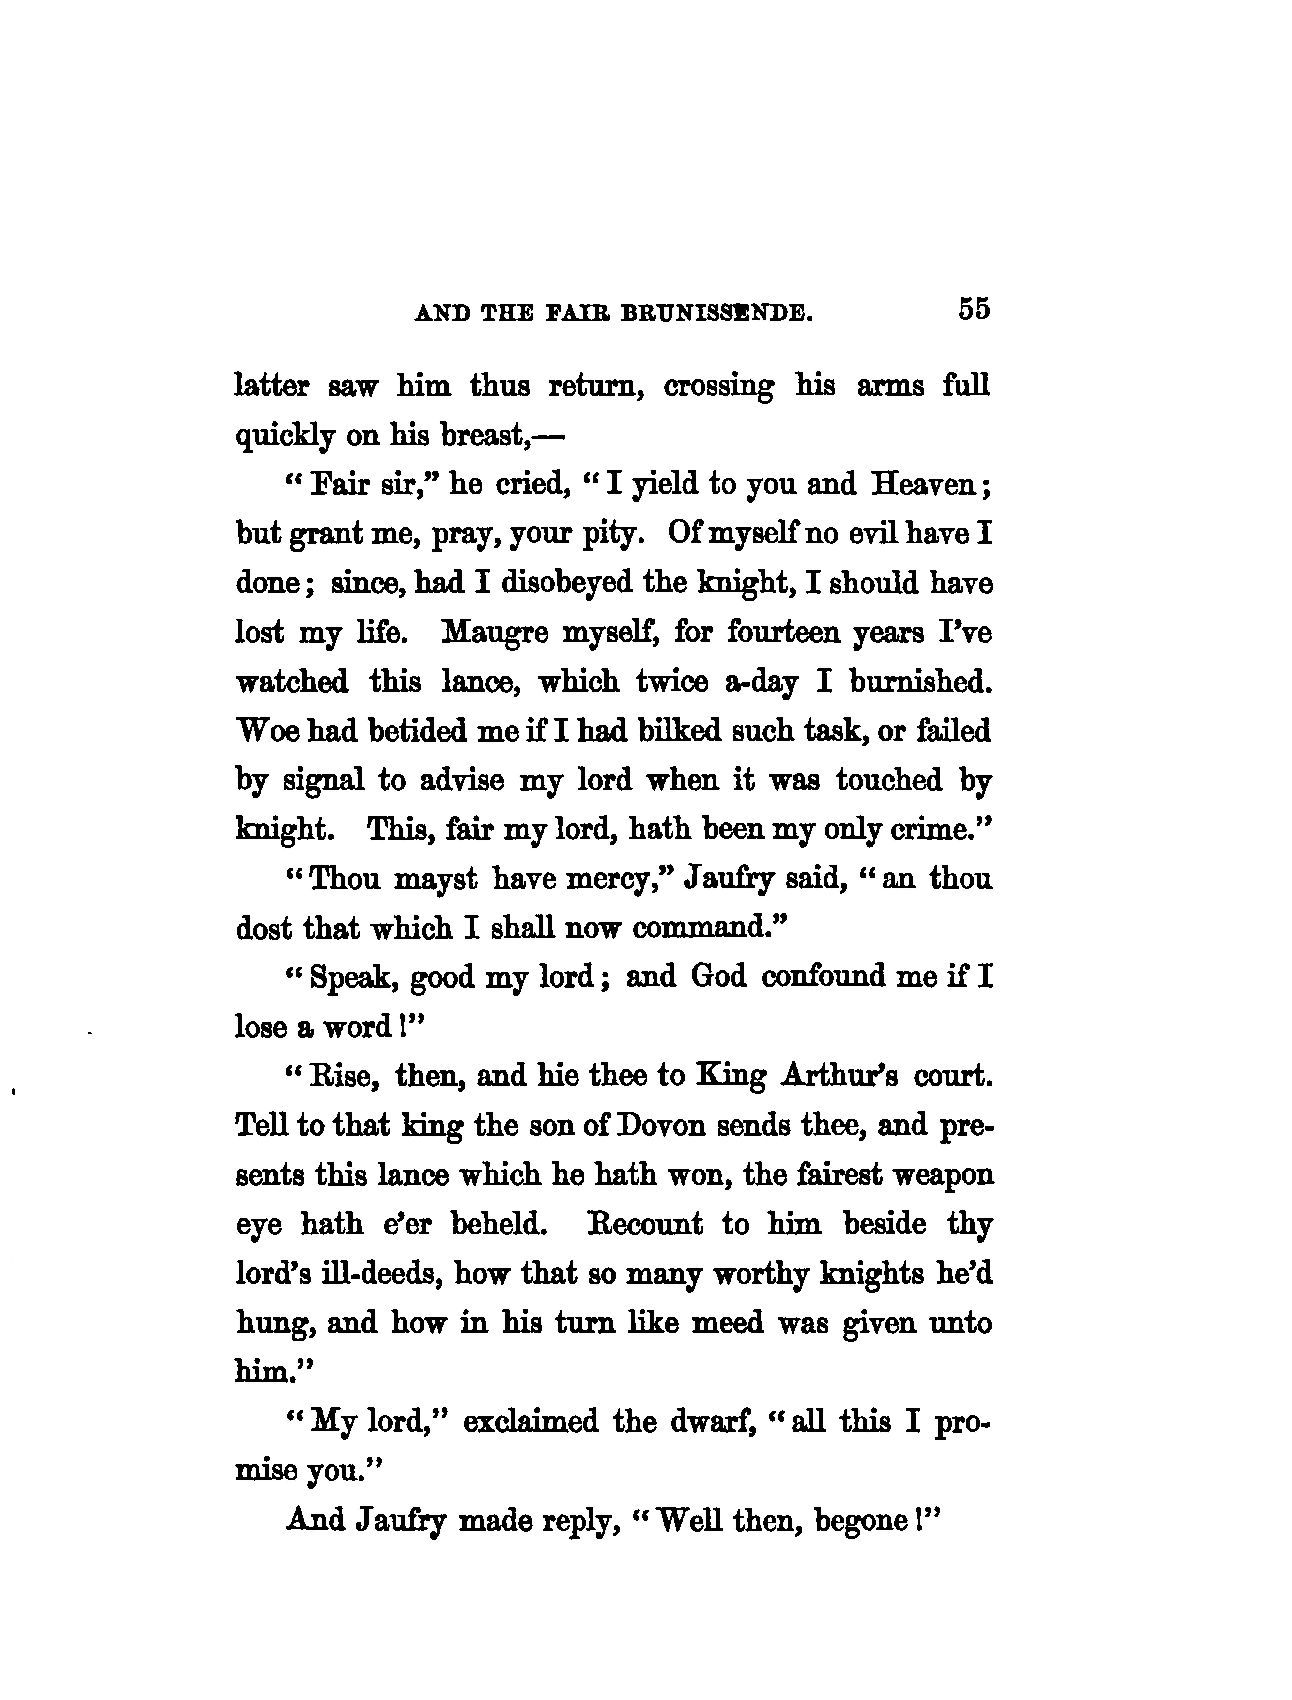 AND THE FAIR BRUNISSENDE. 55
latter saw him thus return, crossing his arms full
quickly on his breast,—
"Fair sir," he cried, "I yield to you and Heaven;
but grant me, pray, your pity. Of myself no evil have I
done; since, had I disobeyed the knight, I should have
lost my life. Maugre myself, for fourteen years I've
watched this lance, which twice a-day I burnished.
Woe had betided me if I had bilked such task, or failed
by signal to advise my lord when it was touched by
knight. This, fair my lord, hath been my only crime."
"Thou mayst have mercy," Jaufry said, "an thou
dost that which I shall now command."
"Speak, good my lord; and God confound me if I
lose a word!"
"Rise, then, and hie thee to King Arthur's court.
Tell to that king the son of Dovon sends thee, and pre-
sents this lance which he hath won, the fairest weapon
eye hath e'er beheld. Recount to him beside thy
lord's ill-deeds, how that so many worthy knights he'd
hung, and how in his turn like meed was given unto
him."
"My lord," exclaimed the dwarf, "all this I pro-
mise you."
And Jaufry made reply, "Well then, begone!"